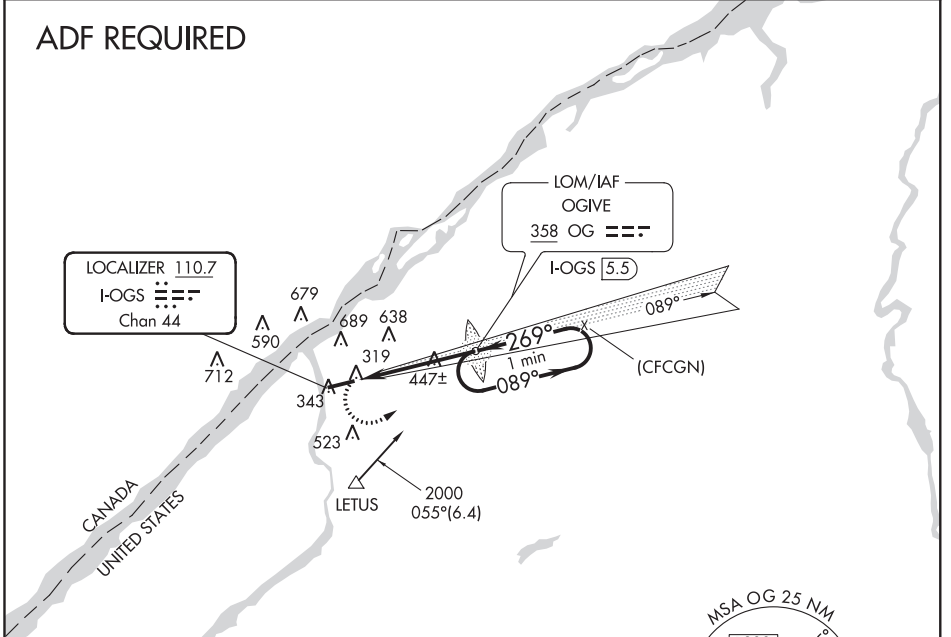 ADF REQUIRED
LOM/IAF
OGIVE
358 OG
I-OGS 5.5
LOCALIZER 110.7
I-OGS
Chan 44
679
590
689
638
712
319
343
447±
523
269°
1 min
089°
089°
(CFCGN)
LETUS
2000
055°(6.4)
CANADA
UNITED STATES
MSA OG 25 NM